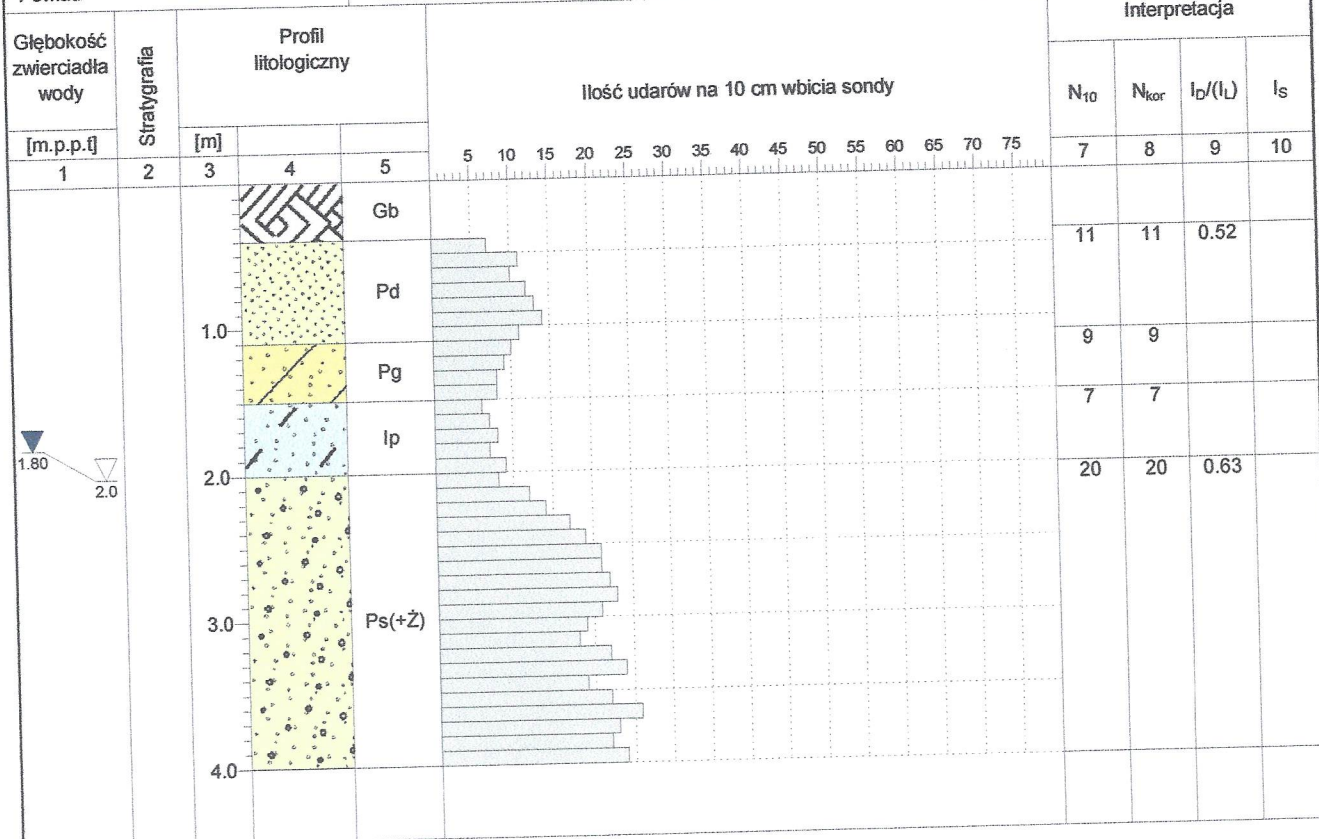 Interpretacja
Głębokość zwierciadła wody
Stratygrafia
Profil litologiczny
Ilość udarów na 10 cm wbicia sondy
N10 Nkor ID/(IL) IS
[m.p.p.t] [m]
5 10 15 20 25 30 35 40 45 50 55 60 65 70 75
1 2 3 4 5 7 8 9 10
Gb
11 11 0.52
Pd
1.0
9 9
Pg
7 7
Ip
1.80
2.0
2.0
20 20 0.63
3.0
Ps(+Ż)
4.0